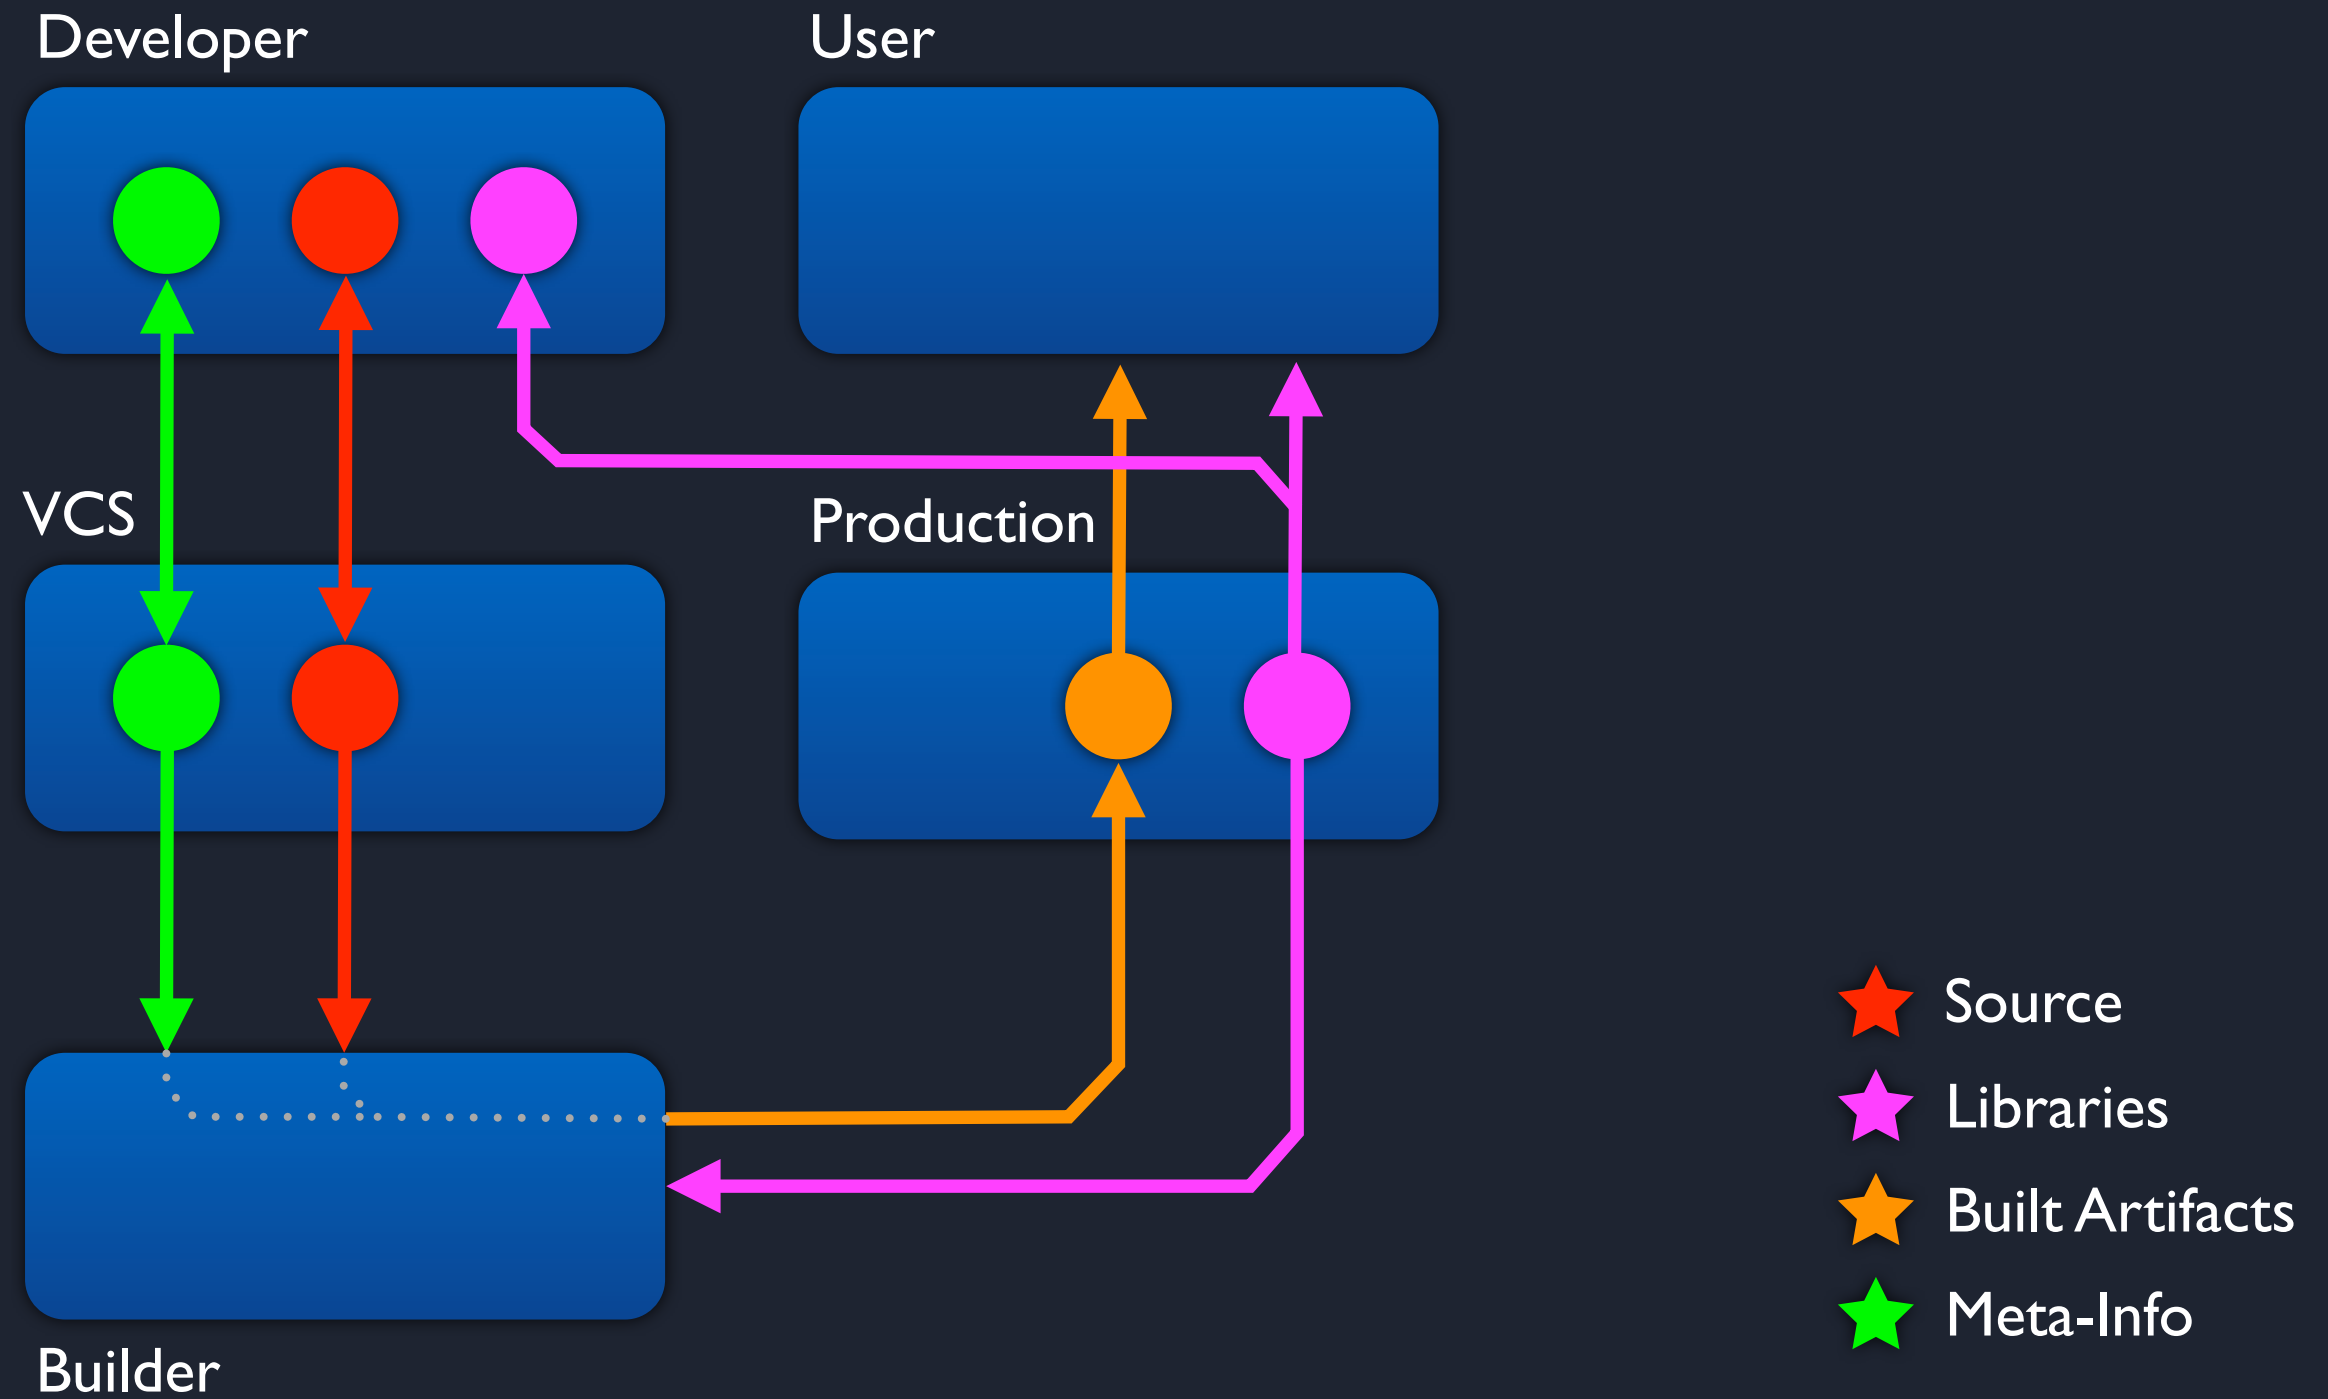 Developer
User
VCS
Production
Source
Libraries
Built Artifacts
Meta-Info
Builder